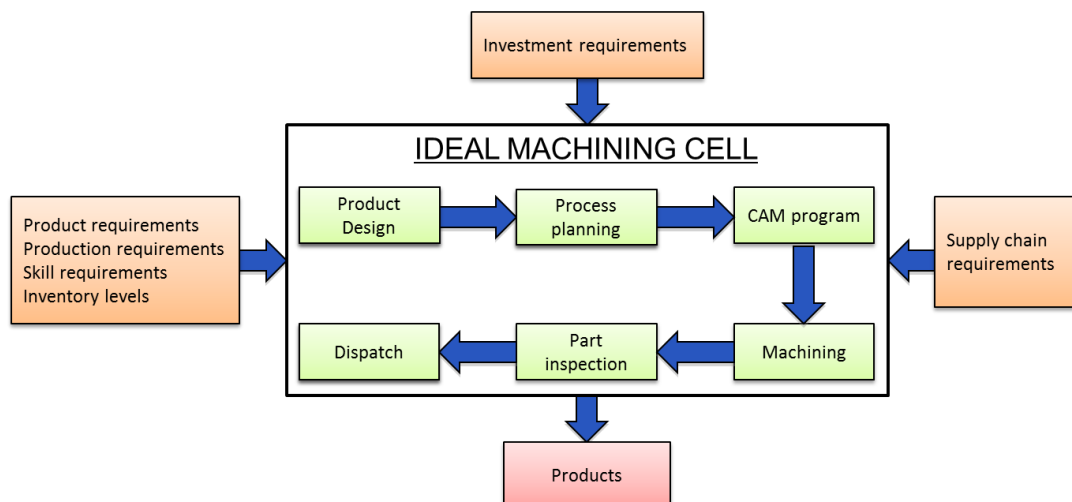 Investment requirements
IDEAL MACHINING CELL
Product requirements
Production requirements
Skill requirements
Inventory levels
Product
Design
Process
planning
CAM program
Supply chain
requirements
Dispatch
Part
inspection
Machining
Products